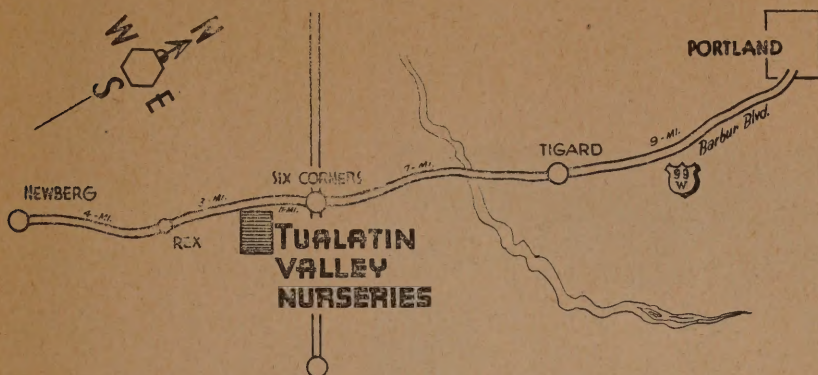 W N
S E
PORTLAND
9-MI.
Barbur Blvd.
99
W
TIGARD
7-MI.
SIX CORNERS
3-MI.
NEWBERG
4-MI.
REX
TUALATIN
VALLEY
NURSERIES